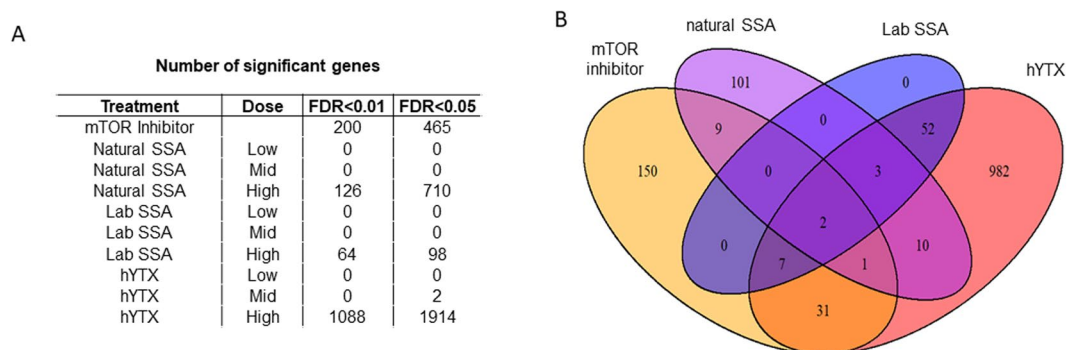 A
Number of significant genes
Treatment Dose FDR<0.01 FDR<0.05
mTOR Inhibitor 200 465
Natural SSA Low 0 0
Natural SSA Mid 0 0
Natural SSA High 126 710
Lab SSA Low 0 0
Lab SSA Mid 0 0
Lab SSA High 64 98
hYTX Low 0 0
hYTX Mid 0 2
hYTX High 1088 1914
B
natural SSA
Lab SSA
mTOR
inhibitor
hYTX
101
0
9
0
52
150
0
3
982
2
0
7
1
10
31